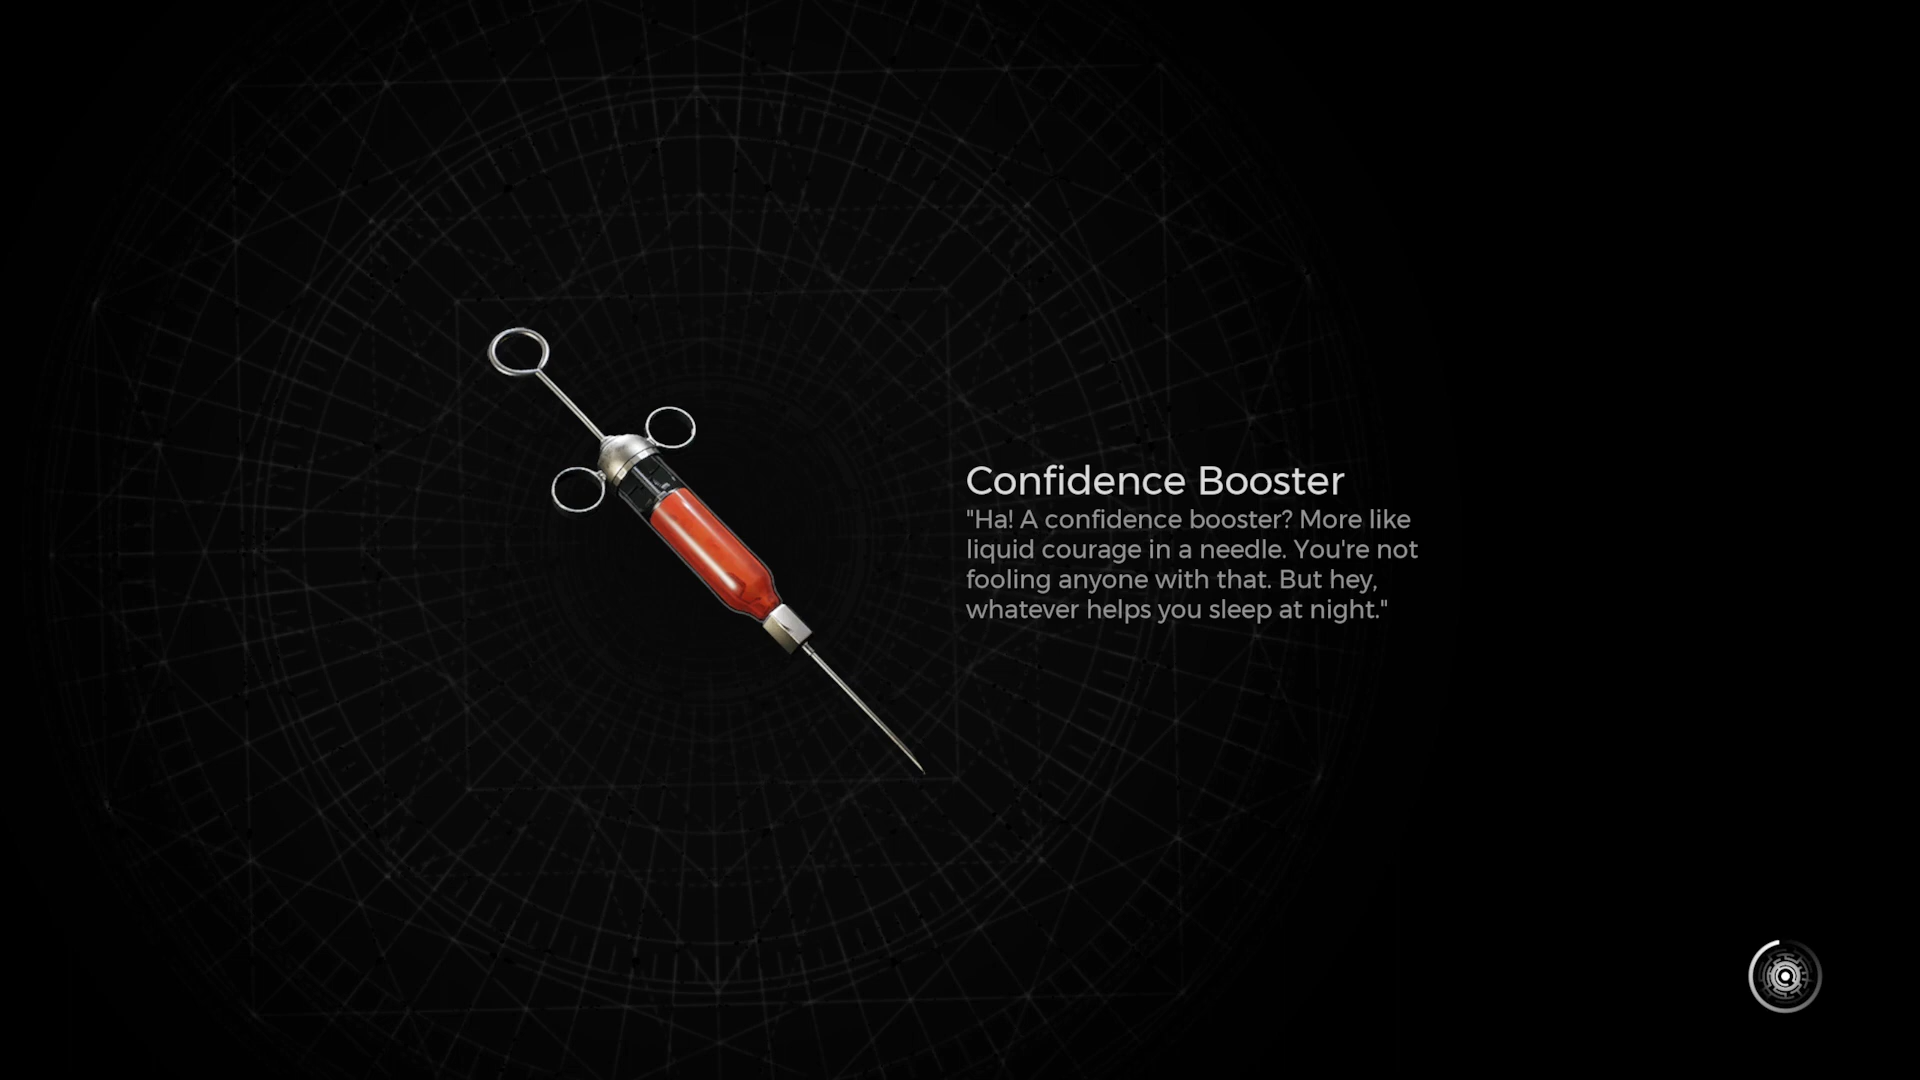 Confidence Booster
"Ha! A confidence booster? More like
liquid courage in a needle. You're not
fooling anyone with that. But hey,
whatever helps you sleep at night."